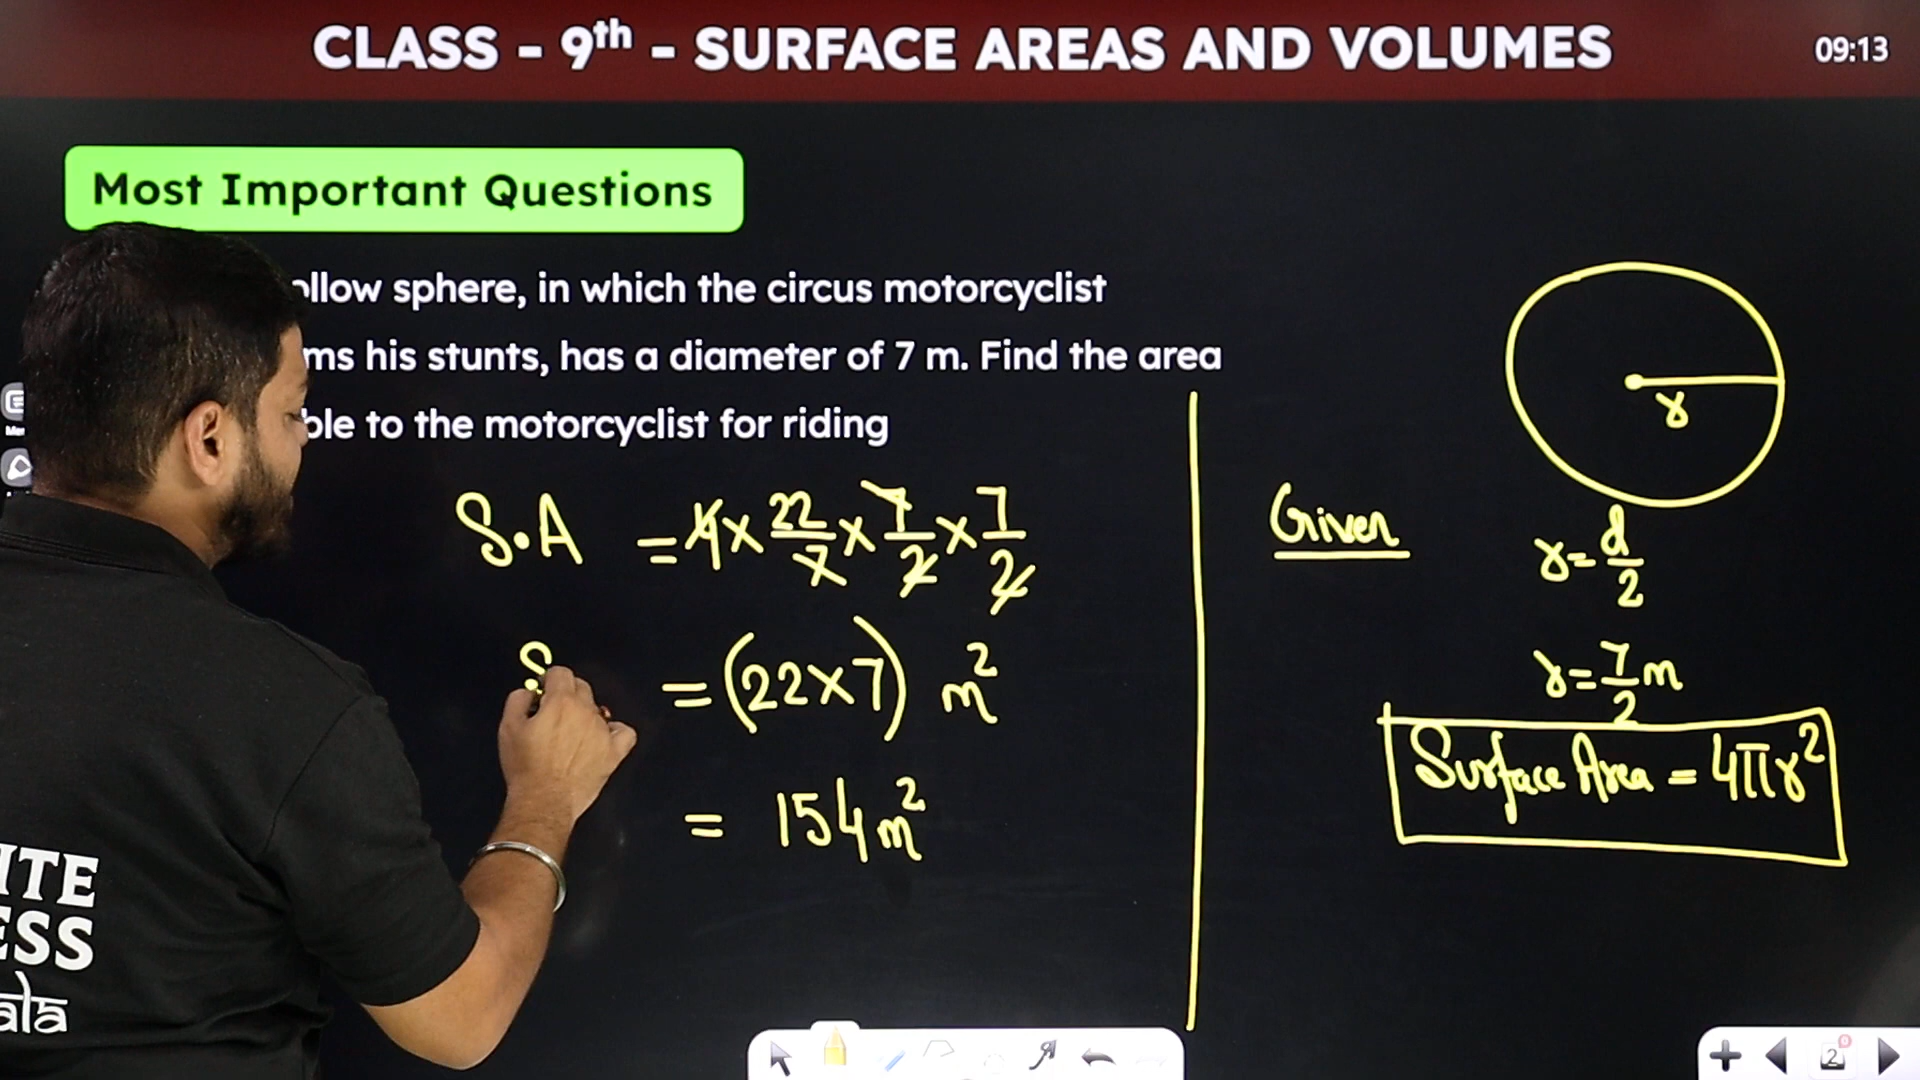 CLASS - 9th - SURFACE AREAS AND VOLUMES
09:13
Most Important Questions
ollow sphere, in which the circus motorcyclist
ms his stunts, has a diameter of 7 m. Find the area
ble to the motorcyclist for riding
S.A = 4 × 22/7 × 7/2 × 7/2
S. = (22×7) m²
= 154 m²
r
Given
r = d/2
r = 7/2 m
Surface Area = 4πr²
ITE
ESS
ala
2